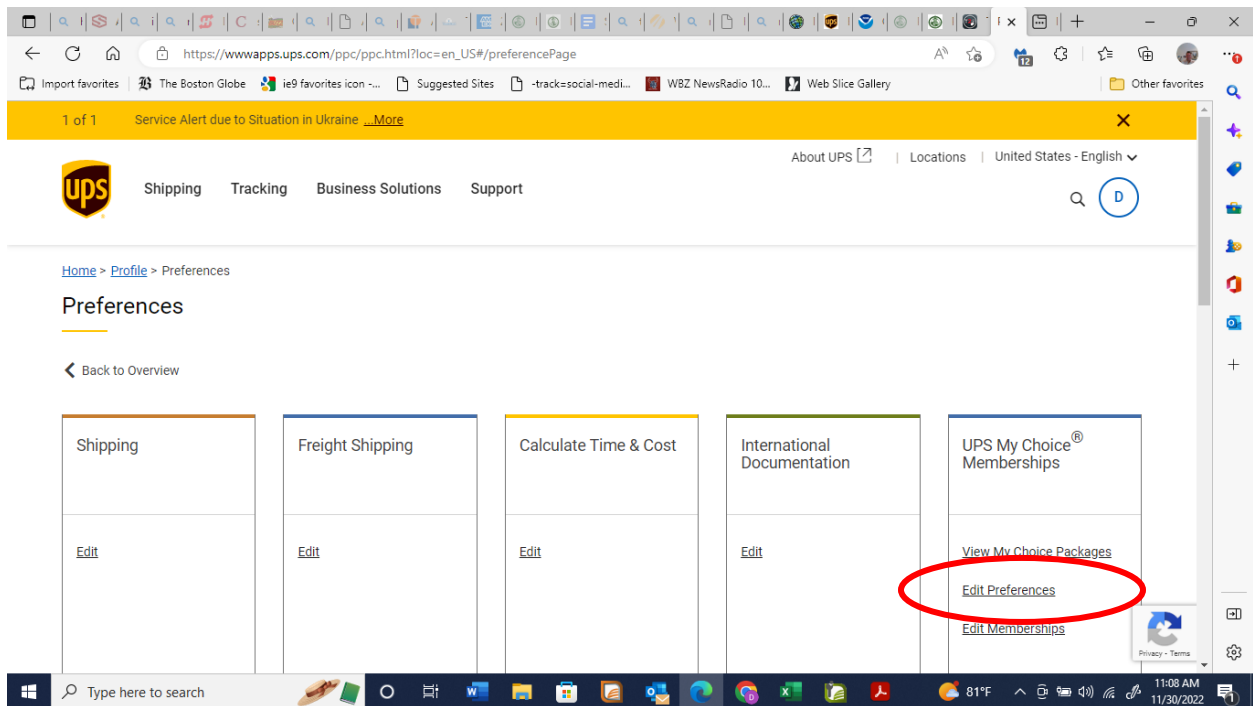 https://wwwapps.ups.com/ppc/ppc.html?loc=en_US#/preferencePage
12
Import favorites
The Boston Globe
ie9 favorites icon -...
Suggested Sites
-track=social-medi...
WBZ NewsRadio 10...
Web Slice Gallery
Other favorites
1 of 1 Service Alert due to Situation in Ukraine ...More
About UPS | Locations | United States - English
ups
Shipping Tracking Business Solutions Support
D
Home > Profile > Preferences
Preferences
Back to Overview
Shipping
Edit
Freight Shipping
Edit
Calculate Time & Cost
Edit
International
Documentation
Edit
UPS My Choice®
Memberships
View My Choice Packages
Edit Preferences
Edit Memberships
Privacy - Terms
Type here to search
81°F
11:08 AM
11/30/2022